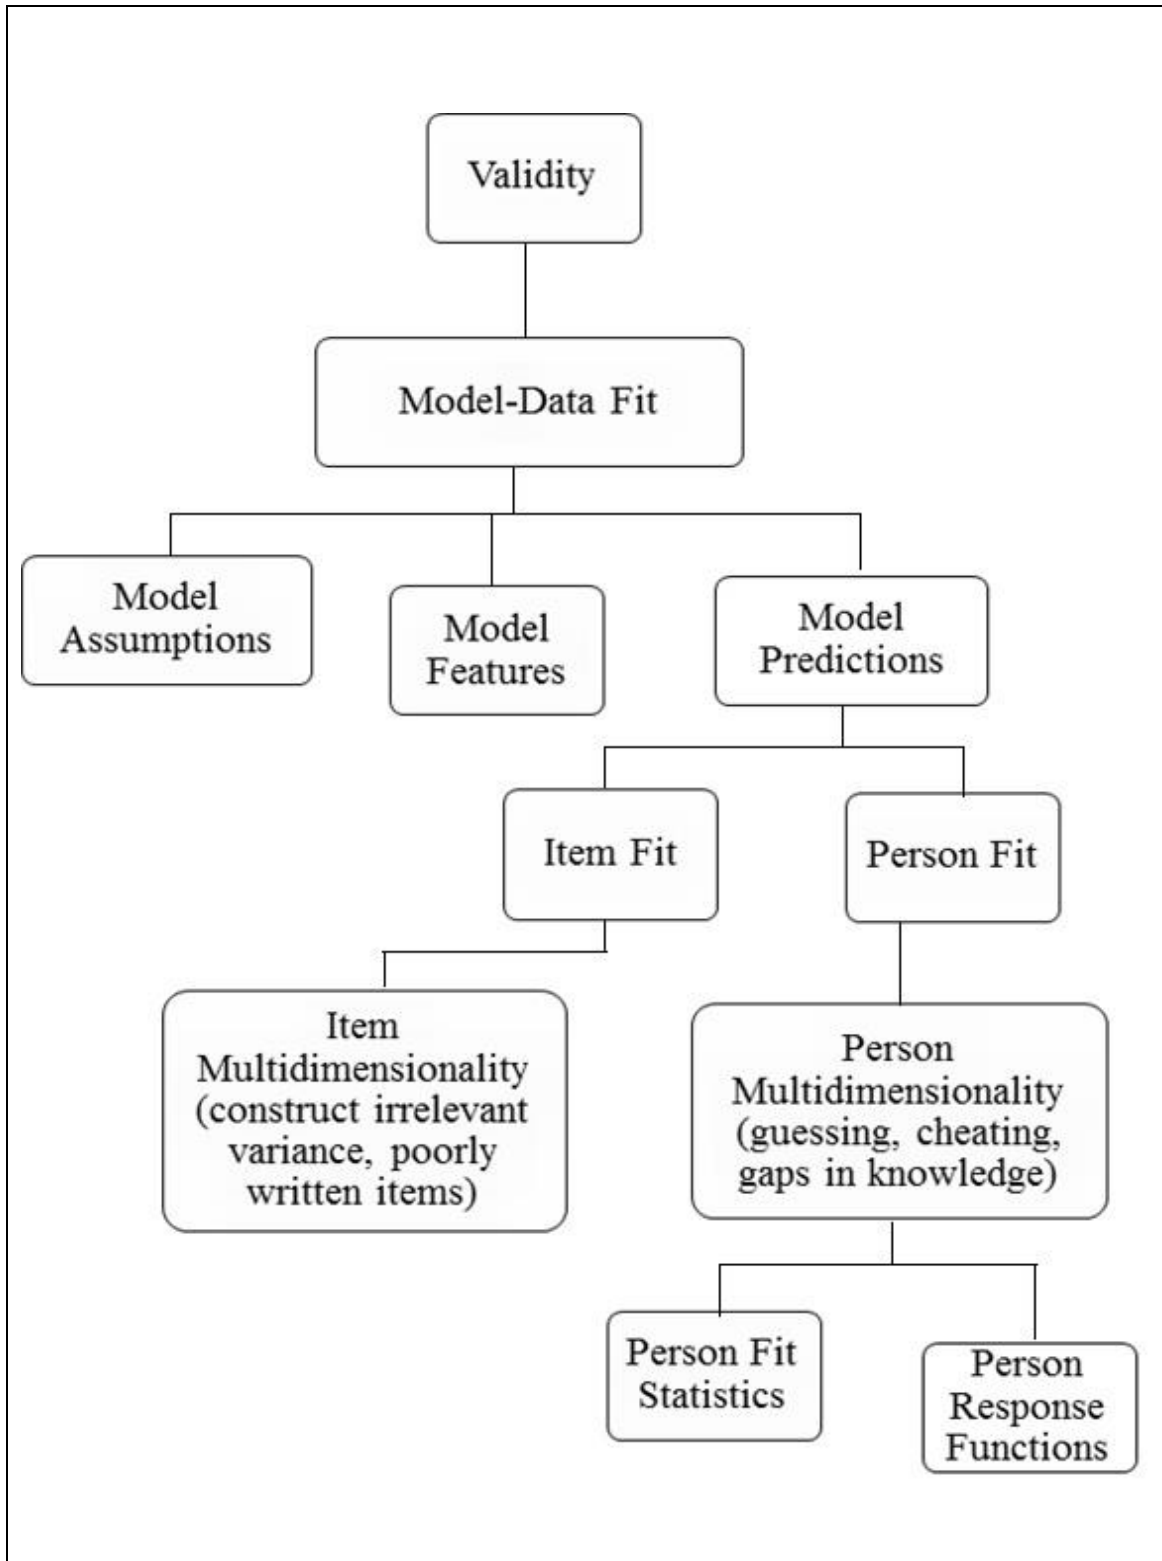 Validity
Model-Data Fit
Model
Assumptions
Model
Features
Model
Predictions
Item Fit
Person Fit
Item
Multidimensionality
(construct irrelevant
variance, poorly
written items)
Person
Multidimensionality
(guessing, cheating,
gaps in knowledge)
Person Fit
Statistics
Person
Response
Functions